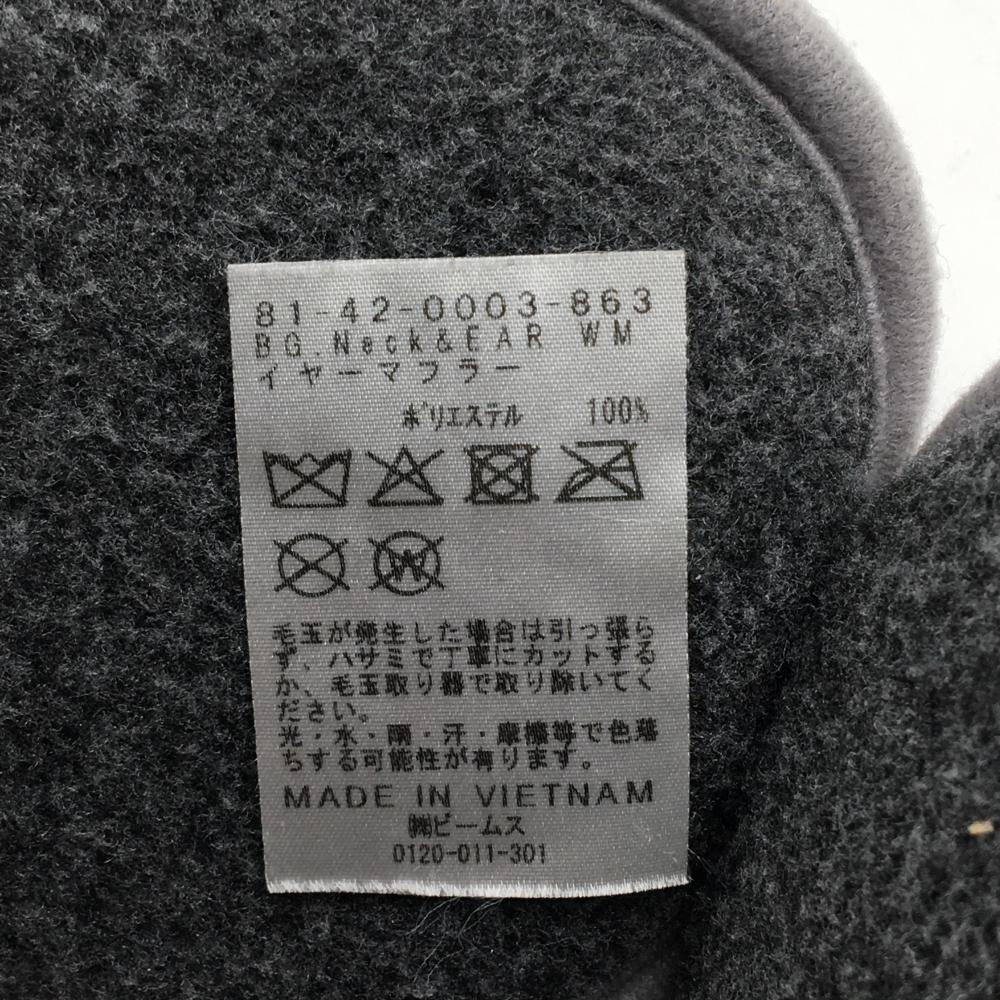 81-42-0003-863
BG.Neck&EAR WM
イヤーマフラー
ポリエステル 100%
毛玉が発生した場合は引っ張ら
ず、ハサミで丁寧にカットする
か、毛玉取り器で取り除いてく
ださい。
光・水・雨・汗・摩擦等で色落
ちする可能性が有ります。
MADE IN VIETNAM
㈱ビームス
0120-011-301